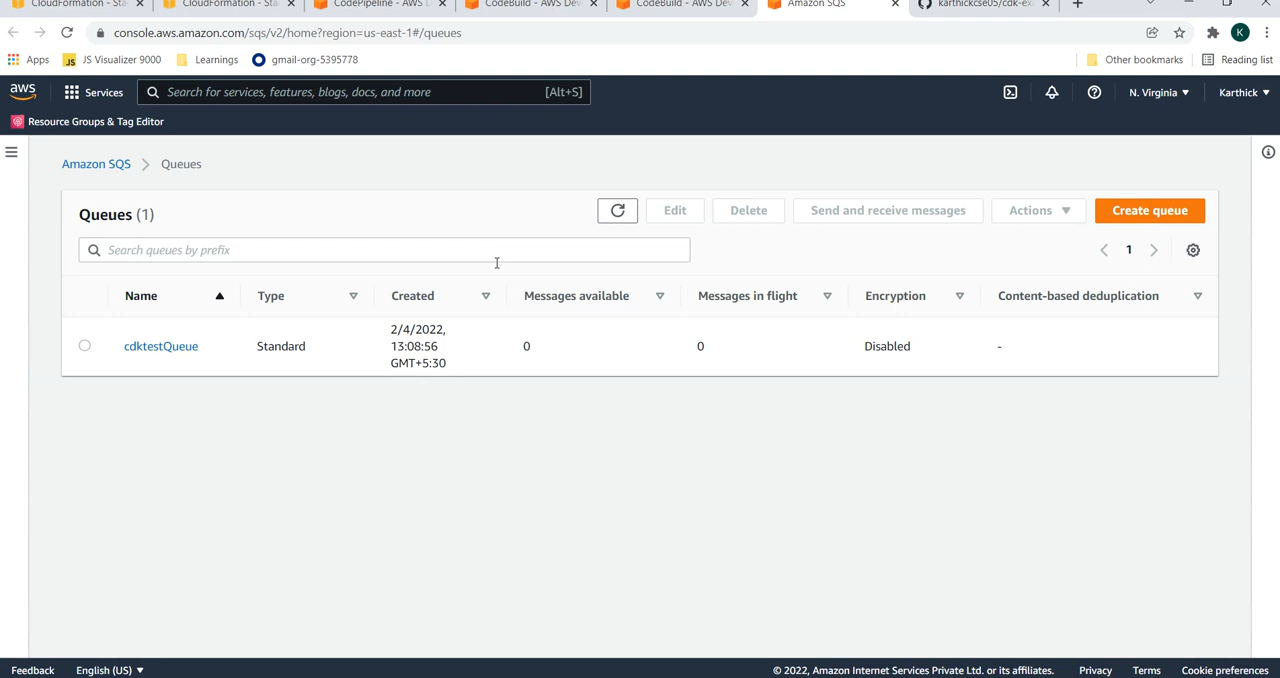 CloudFormation - Sta
CloudFormation - Sta
CodePipeline - AWS D
CodeBuild - AWS Dev
CodeBuild - AWS Dev
Amazon SQS
karthickcse05/cdk-ex
console.aws.amazon.com/sqs/v2/home?region=us-east-1#/queues
K
Apps
JS Visualizer 9000
Learnings
gmail-org-5395778
Other bookmarks
Reading list
aws
Services
Search for services, features, blogs, docs, and more
[Alt+S]
N. Virginia
Karthick
Resource Groups & Tag Editor
Amazon SQS
Queues
Queues (1)
Edit
Delete
Send and receive messages
Actions
Create queue
Search queues by prefix
1
Name
Type
Created
Messages available
Messages in flight
Encryption
Content-based deduplication
cdktestQueue
Standard
2/4/2022,
13:08:56
GMT+5:30
0
0
Disabled
-
Feedback
English (US)
© 2022, Amazon Internet Services Private Ltd. or its affiliates.
Privacy
Terms
Cookie preferences